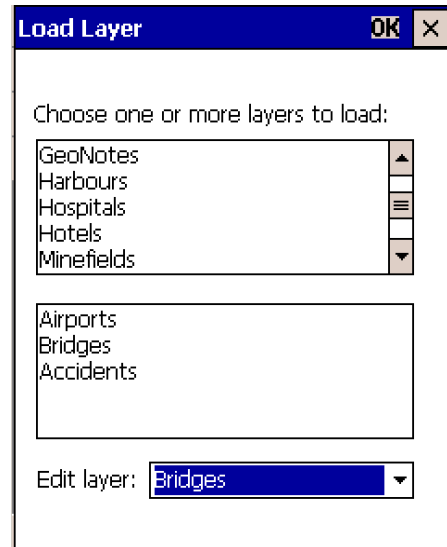 Load Layer OK
Choose one or more layers to load:
GeoNotes
Harbours
Hospitals
Hotels
Minefields
Airports
Bridges
Accidents
Edit layer: Bridges